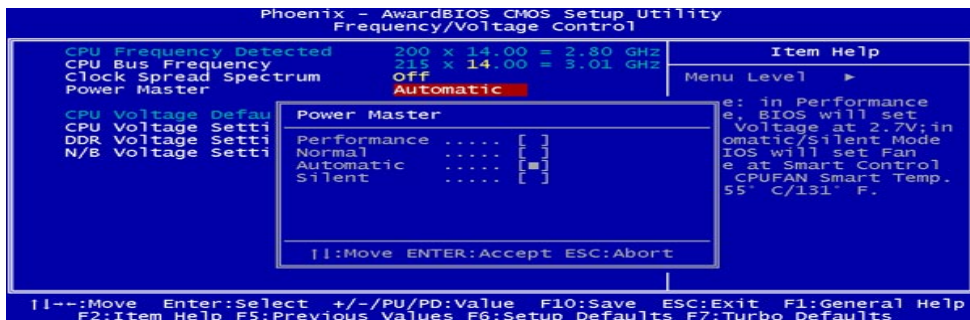 Phoenix - AwardBIOS CMOS Setup Utility
Frequency/Voltage Control
CPU Frequency Detected 200 x 14.00 = 2.80 GHz
CPU Bus Frequency 215 x 14.00 = 3.01 GHz
Clock Spread Spectrum Off
Power Master Automatic
CPU Voltage Defau
CPU Voltage Setti
DDR Voltage Setti
N/B Voltage Setti
Power Master
Performance ..... [ ]
Normal ..... [ ]
Automatic ..... [■]
Silent ..... [ ]
↑↓:Move ENTER:Accept ESC:Abort
Item Help
Menu Level ►
e: in Performance
e, BIOS will set
Voltage at 2.7V;in
omatic/Silent Mode
IOS will set Fan
e at Smart Control
CPUFAN Smart Temp.
55° C/131° F.
↑↓→←:Move Enter:Select +/-/PU/PD:Value F10:Save ESC:Exit F1:General Help
F2:Item Help F5:Previous Values F6:Setup Defaults F7:Turbo Defaults